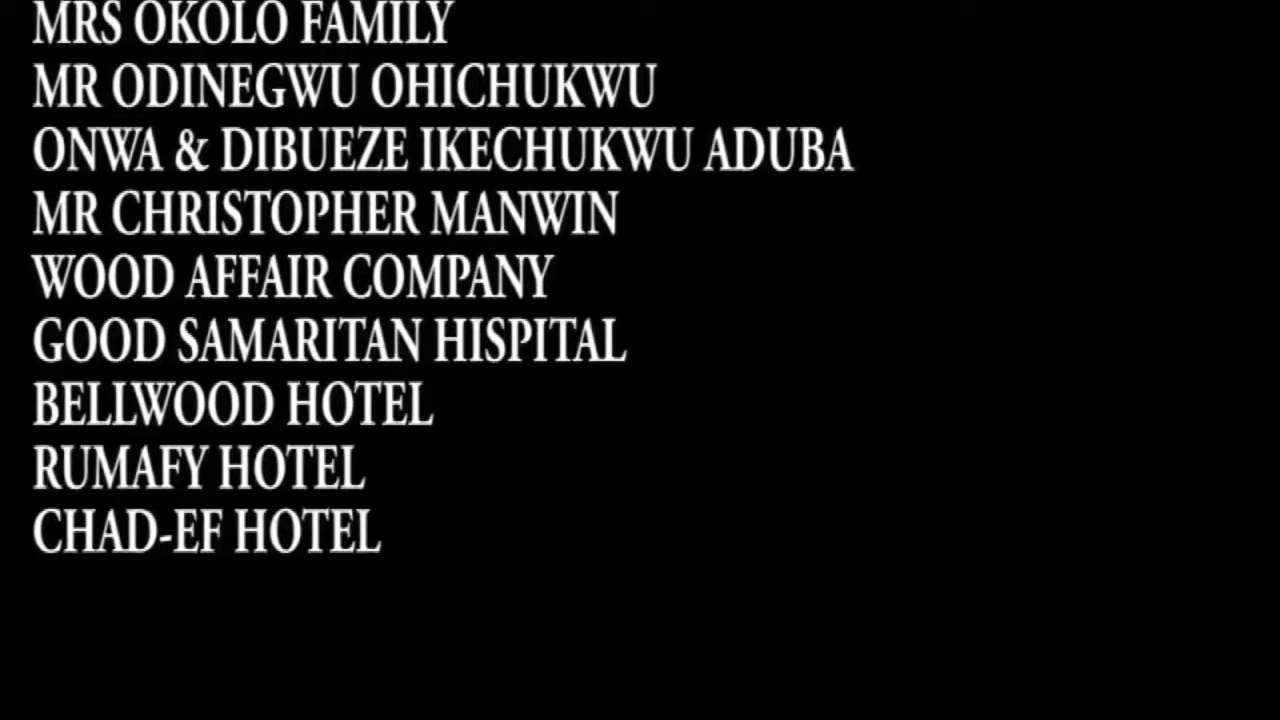 MRS OKOLO FAMILY
MR ODINEGWU OHICHUKWU
ONWA & DIBUEZE IKECHUKWU ADUBA
MR CHRISTOPHER MANWIN
WOOD AFFAIR COMPANY
GOOD SAMARITAN HISPITAL
BELLWOOD HOTEL
RUMAFY HOTEL
CHAD-EF HOTEL